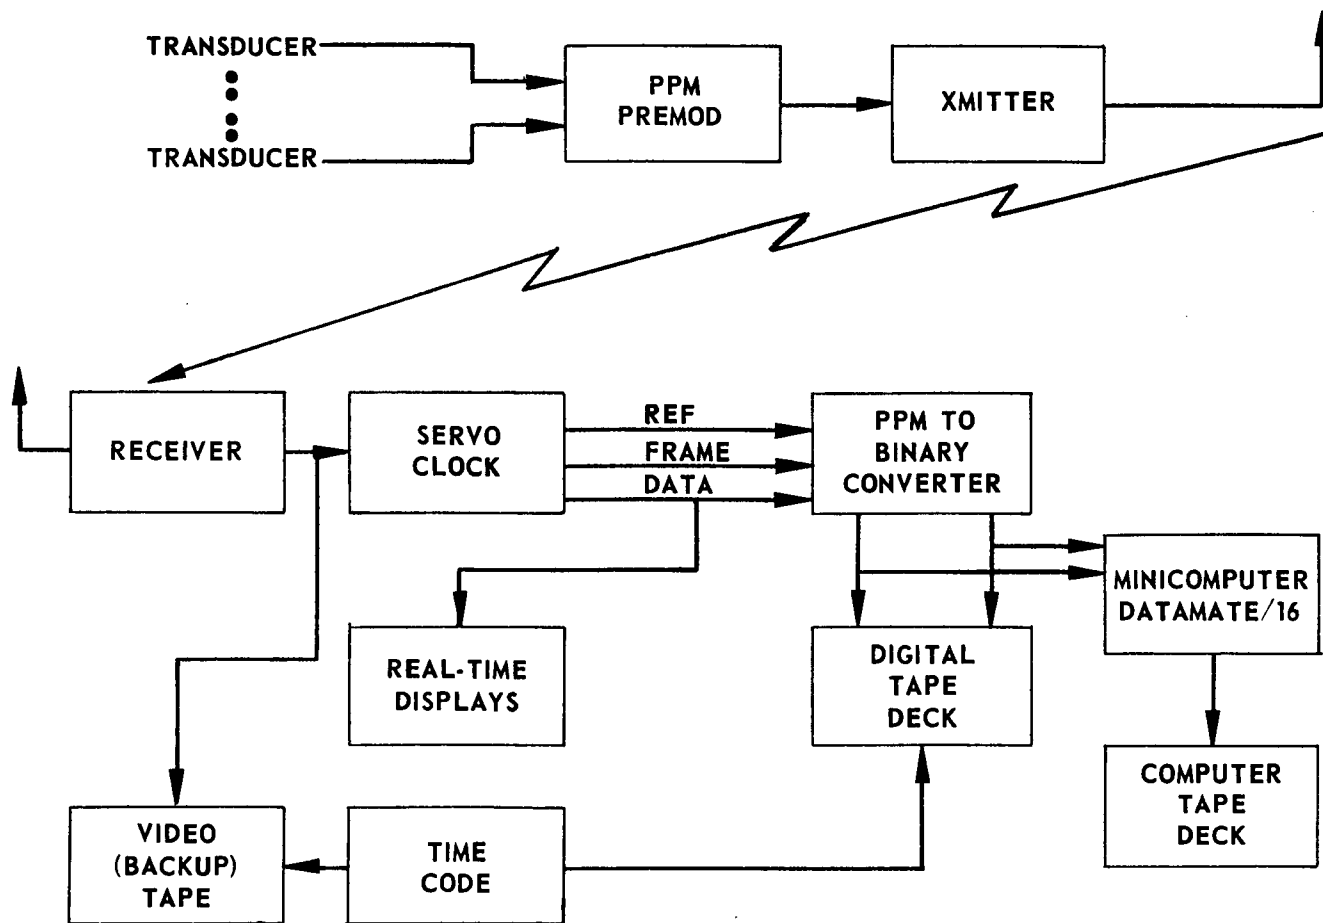 TRANSDUCER
TRANSDUCER
PPM
PREMOD
XMITTER
RECEIVER
SERVO
CLOCK
REF
FRAME
DATA
PPM TO
BINARY
CONVERTER
MINICOMPUTER
DATAMATE/16
REAL-TIME
DISPLAYS
DIGITAL
TAPE
DECK
COMPUTER
TAPE
DECK
VIDEO
(BACKUP)
TAPE
TIME
CODE